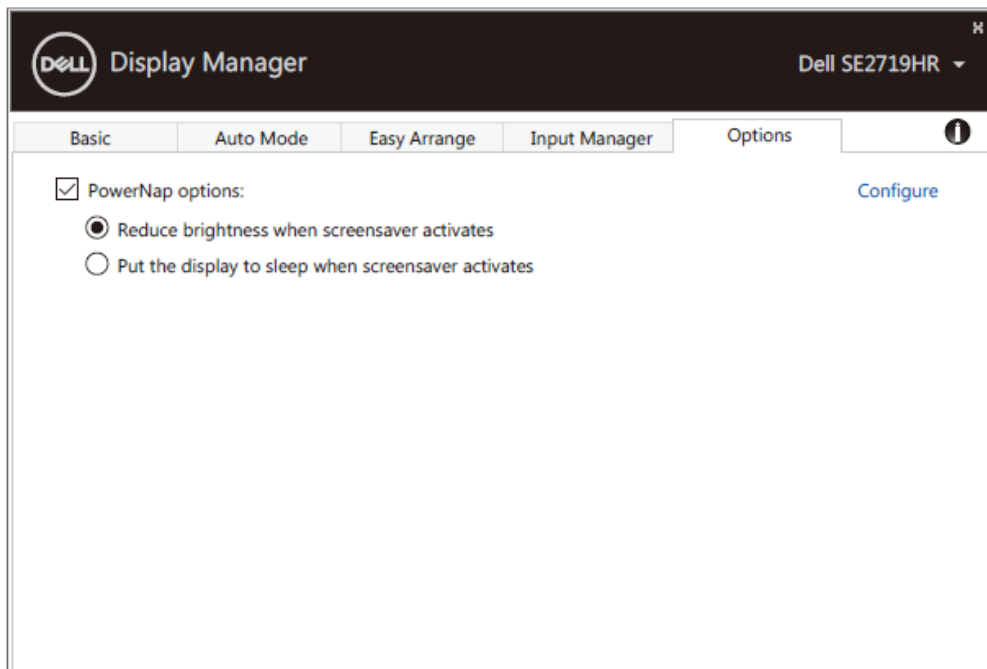 DELL Display Manager
Dell SE2719HR
Basic Auto Mode Easy Arrange Input Manager Options
PowerNap options: Configure
Reduce brightness when screensaver activates
Put the display to sleep when screensaver activates